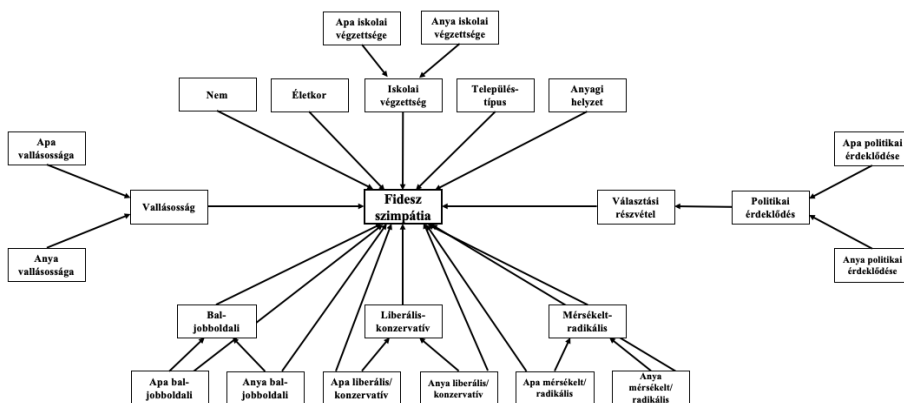 Apa iskolai
végzettsége
Anya iskolai
végzettsége
Nem
Életkor
Iskolai
végzettség
Település-
típus
Anyagi
helyzet
Apa
vallásossága
Apa politikai
érdeklődése
Vallásosság
Fidesz
szimpátia
Választási
részvétel
Politikai
érdeklődés
Anya
vallásossága
Anya politikai
érdeklődése
Bal-
jobboldali
Liberális-
konzervatív
Mérsékelt-
radikális
Apa bal-
jobboldali
Anya bal-
jobboldali
Apa liberális/
konzervatív
Anya liberális/
konzervatív
Apa mérsékelt/
radikális
Anya
mérsékelt/
radikális